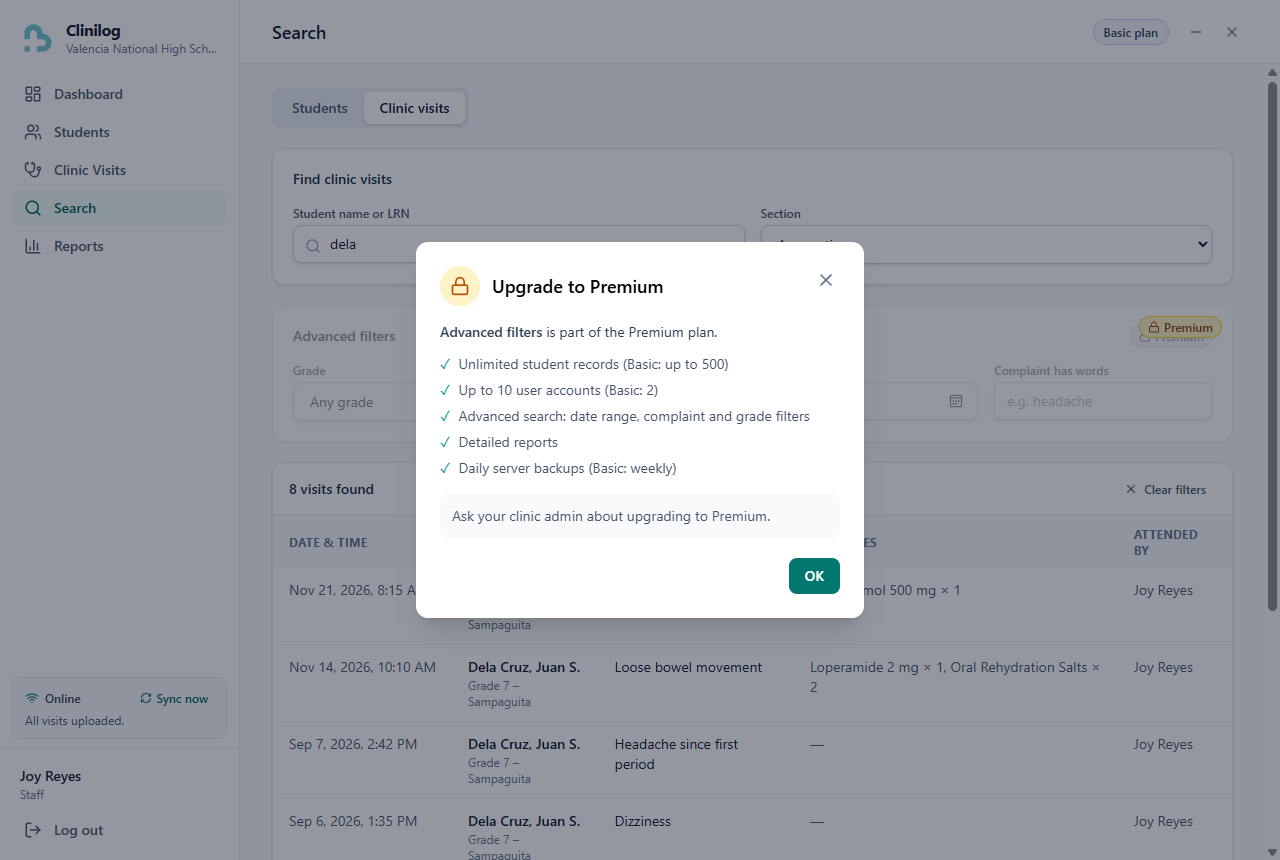 Clinilog
Valencia National High Sch...
Dashboard
Students
Clinic Visits
Search
Reports
Online
Sync now
All visits uploaded.
Joy Reyes
Staff
Log out
Search
Basic plan
Students
Clinic visits
Find clinic visits
Student name or LRN
Section
dela
Advanced filters
Premium
Premium
Grade
Complaint has words
Any grade
e.g. headache
Upgrade to Premium
Advanced filters is part of the Premium plan.
✓ Unlimited student records (Basic: up to 500)
✓ Up to 10 user accounts (Basic: 2)
✓ Advanced search: date range, complaint and grade filters
✓ Detailed reports
✓ Daily server backups (Basic: weekly)
Ask your clinic admin about upgrading to Premium.
OK
8 visits found
Clear filters
DATE & TIME
ATTENDED
BY
Nov 21, 2026, 8:15 A
mol 500 mg × 1
Joy Reyes
Sampaguita
Nov 14, 2026, 10:10 AM
Dela Cruz, Juan S.
Grade 7 –
Sampaguita
Loose bowel movement
Loperamide 2 mg × 1, Oral Rehydration Salts ×
2
Joy Reyes
Sep 7, 2026, 2:42 PM
Dela Cruz, Juan S.
Grade 7 –
Sampaguita
Headache since first
period
—
Joy Reyes
Sep 6, 2026, 1:35 PM
Dela Cruz, Juan S.
Grade 7 –
Sampaguita
Dizziness
—
Joy Reyes